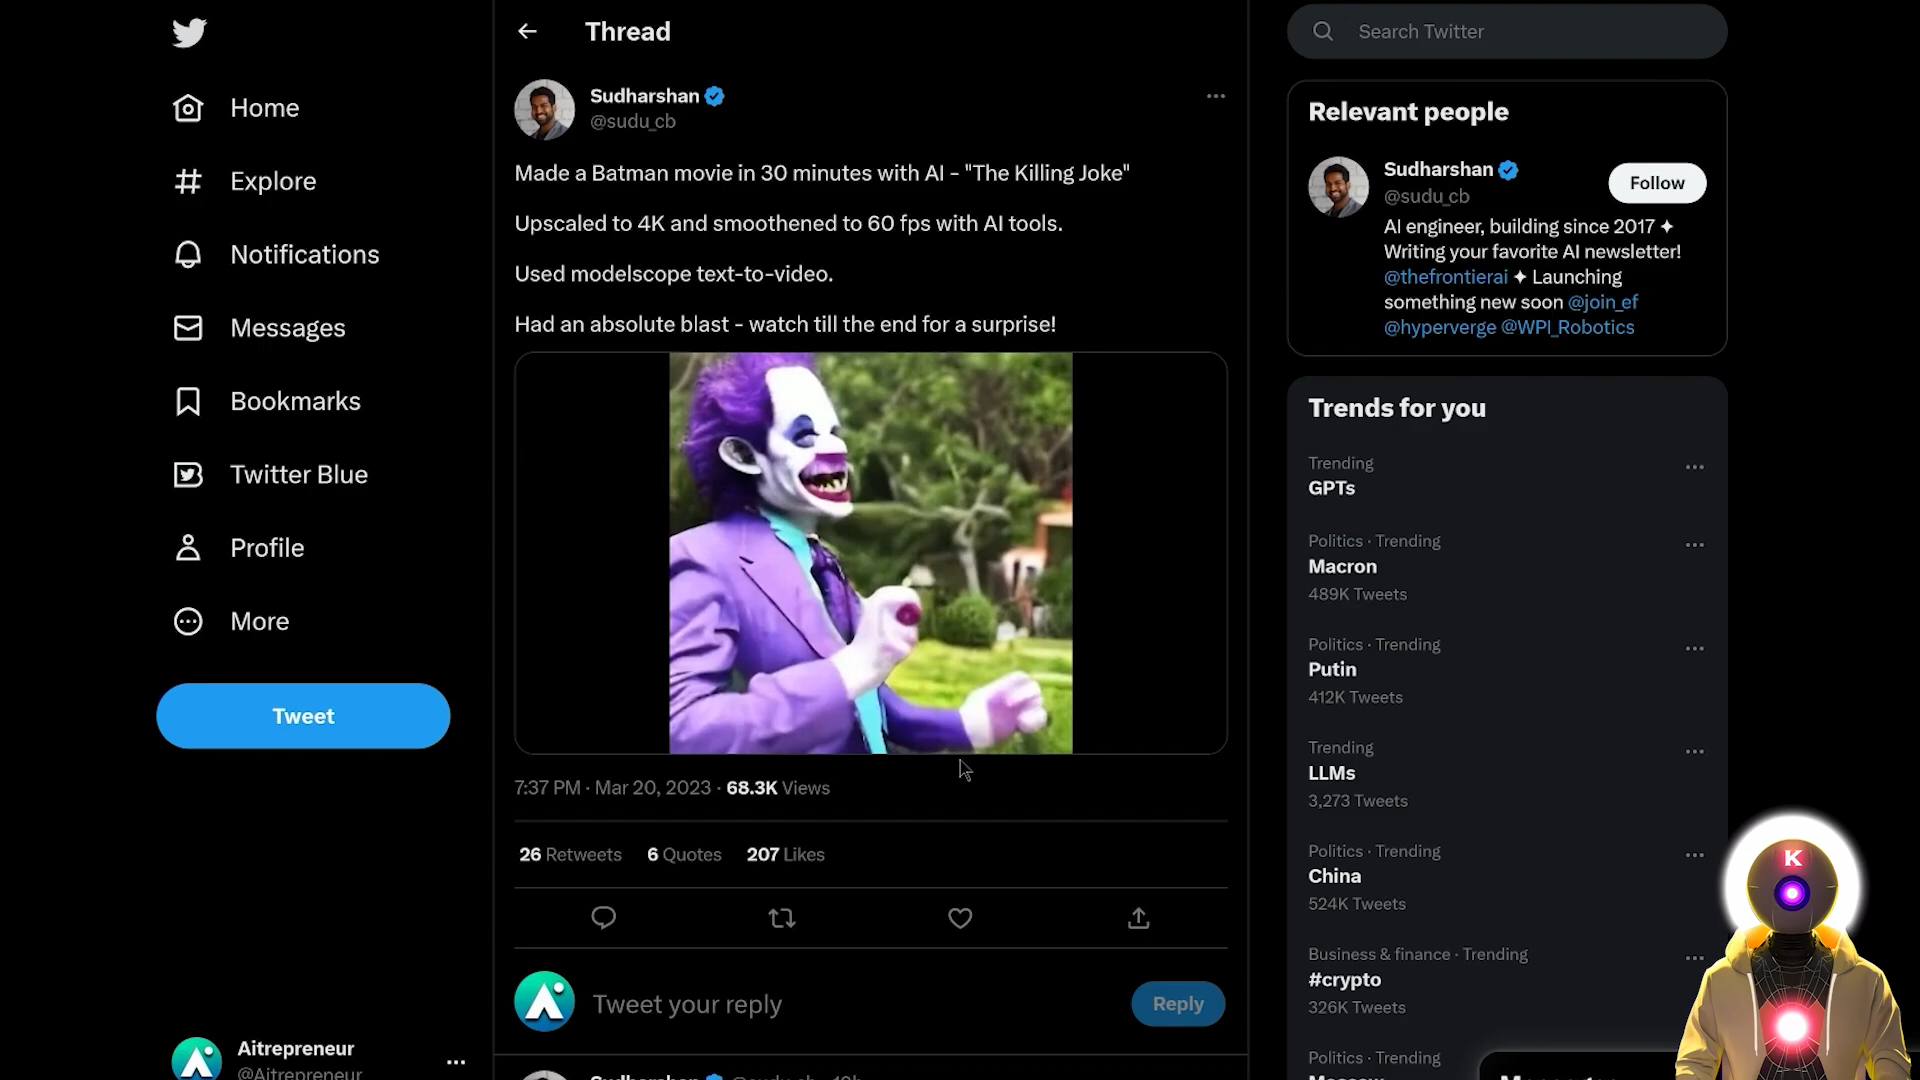 Home
Explore
Notifications
Messages
Bookmarks
Twitter Blue
Profile
More
Tweet
Aitrepreneur
@Aitrepreneur
Thread
Sudharshan
@sudu_cb
Made a Batman movie in 30 minutes with AI - "The Killing Joke"
Upscaled to 4K and smoothened to 60 fps with AI tools.
Used modelscope text-to-video.
Had an absolute blast - watch till the end for a surprise!
7:37 PM · Mar 20, 2023 · 68.3K Views
26 Retweets 6 Quotes 207 Likes
Tweet your reply
Reply
Search Twitter
Relevant people
Sudharshan
@sudu_cb
Follow
AI engineer, building since 2017 ✦
Writing your favorite AI newsletter!
@thefrontierai ✦ Launching
something new soon @join_ef
@hyperverge @WPI_Robotics
Trends for you
Trending
GPTs
Politics · Trending
Macron
489K Tweets
Politics · Trending
Putin
412K Tweets
Trending
LLMs
3,273 Tweets
Politics · Trending
China
524K Tweets
Business & finance · Trending
#crypto
326K Tweets
Politics · Trending
K